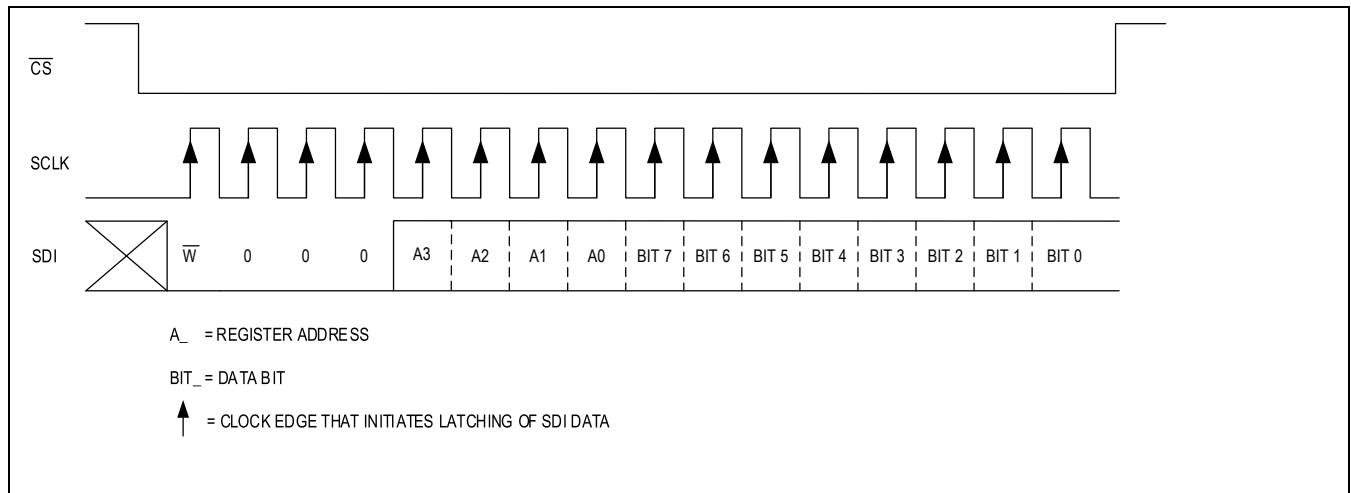 C̅S̅
SCLK
SDI W̅ 0 0 0 A3 A2 A1 A0 BIT 7 BIT 6 BIT 5 BIT 4 BIT 3 BIT 2 BIT 1 BIT 0
A_ = REGISTER ADDRESS
BIT_ = DATA BIT
= CLOCK EDGE THAT INITIATES LATCHING OF SDI DATA